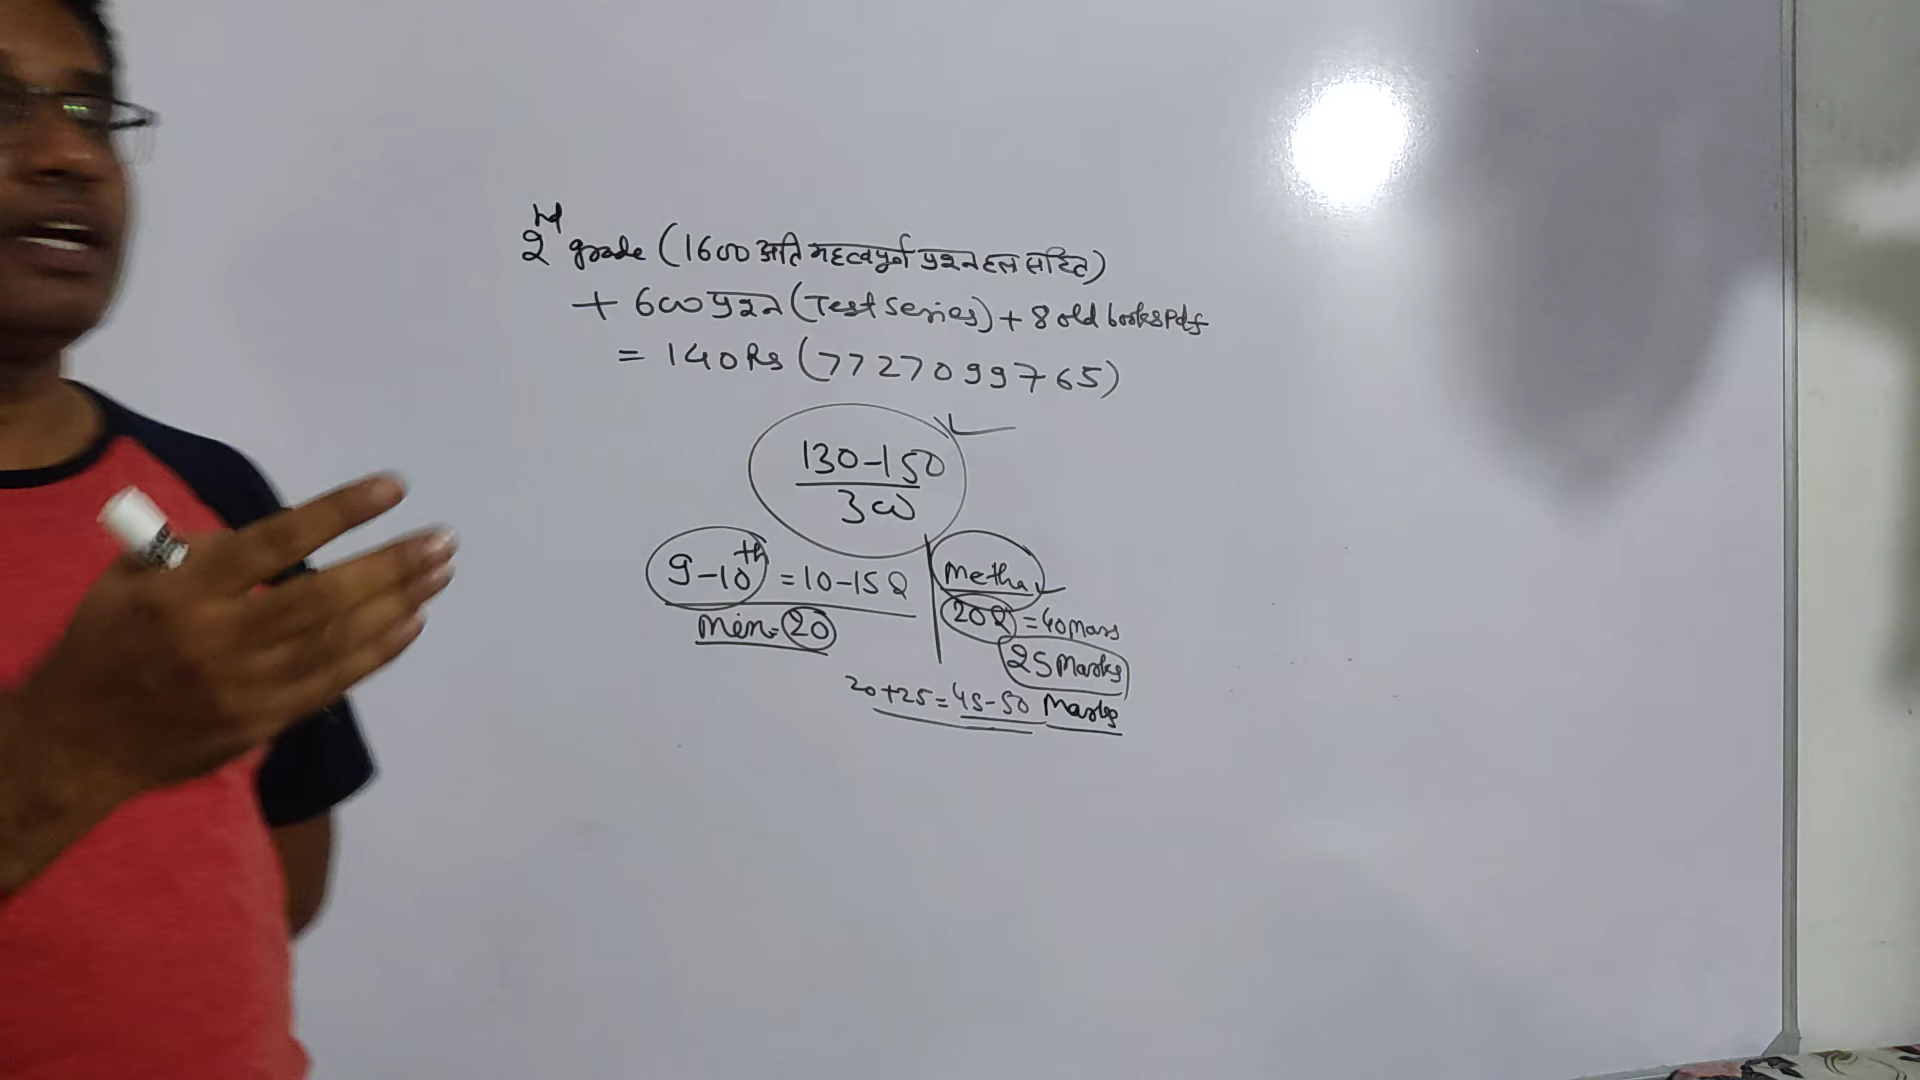 2nd grade (1600 अति महत्वपूर्ण प्रश्न हल सहित)
+ 600 प्रश्न (Test Series) + 8 old books Pdf
= 140 Rs (7727099765)
130-150
300
9-10th = 10-15 Q
Min = 20
Metha
20Q = 40 Mars
25 Marks
20+25 = 45-50 Marks